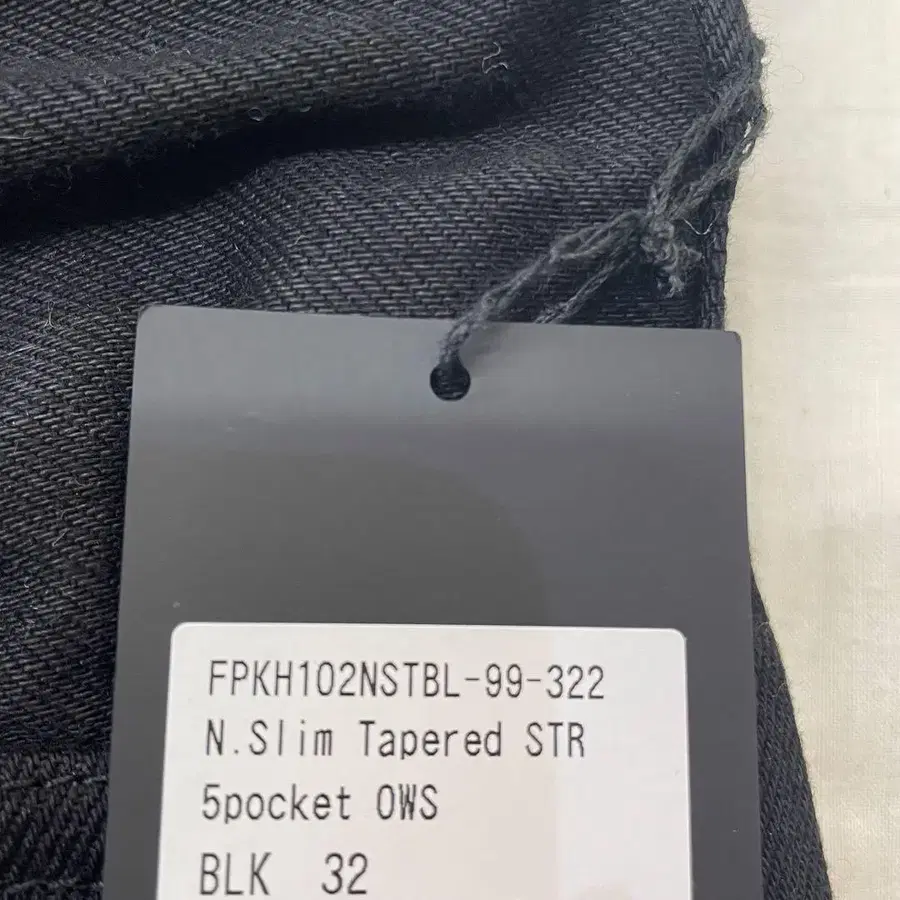 FPKH102NSTBL-99-322
N.Slim Tapered STR
5pocket OWS
BLK 32